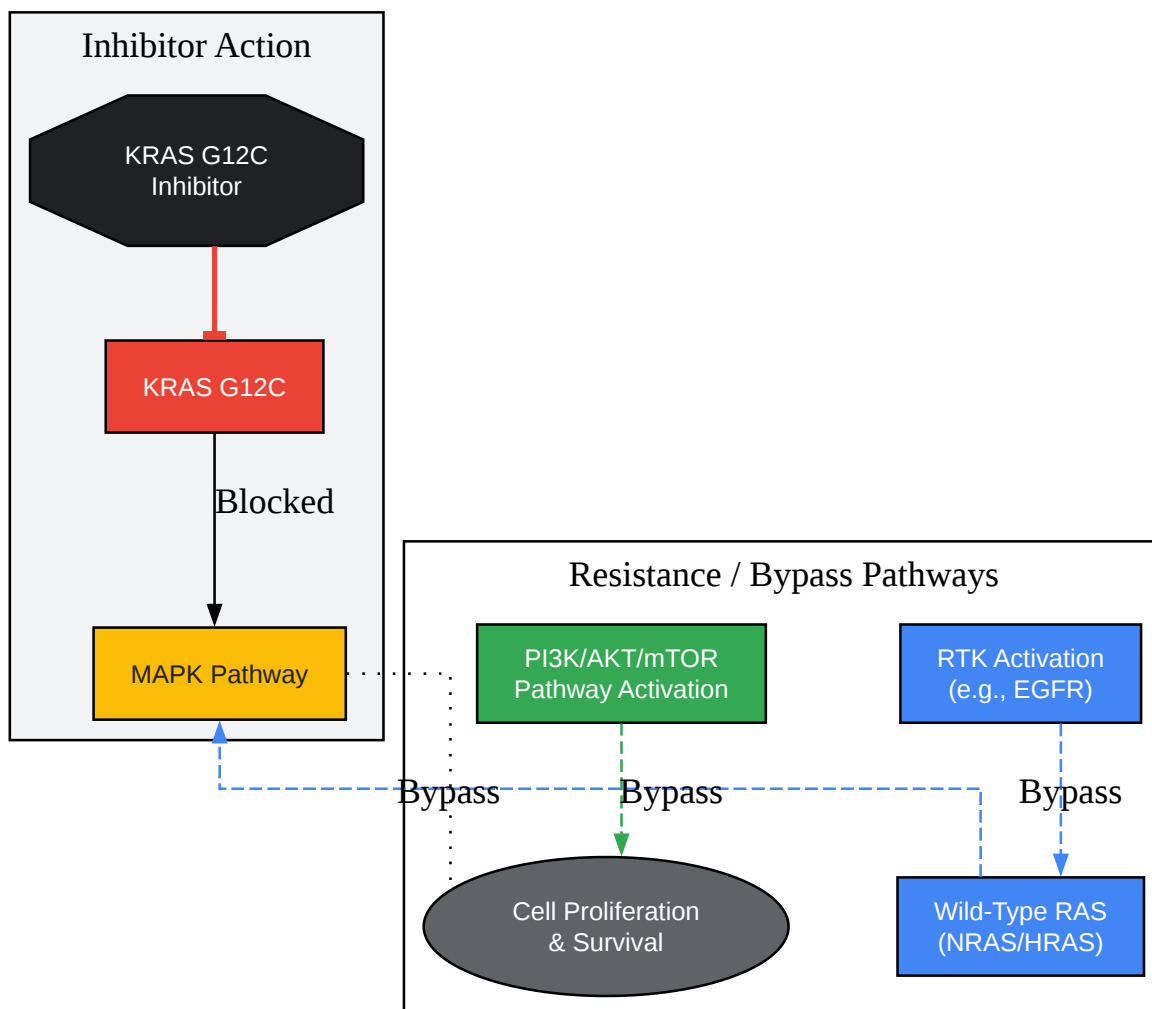 Inhibitor Action
KRAS G12C
Inhibitor
KRAS G12C
Blocked
MAPK Pathway
Resistance / Bypass Pathways
PI3K/AKT/mTOR
Pathway Activation
RTK Activation
(e.g., EGFR)
Bypass
Bypass
Bypass
Cell Proliferation
& Survival
Wild-Type RAS
(NRAS/HRAS)